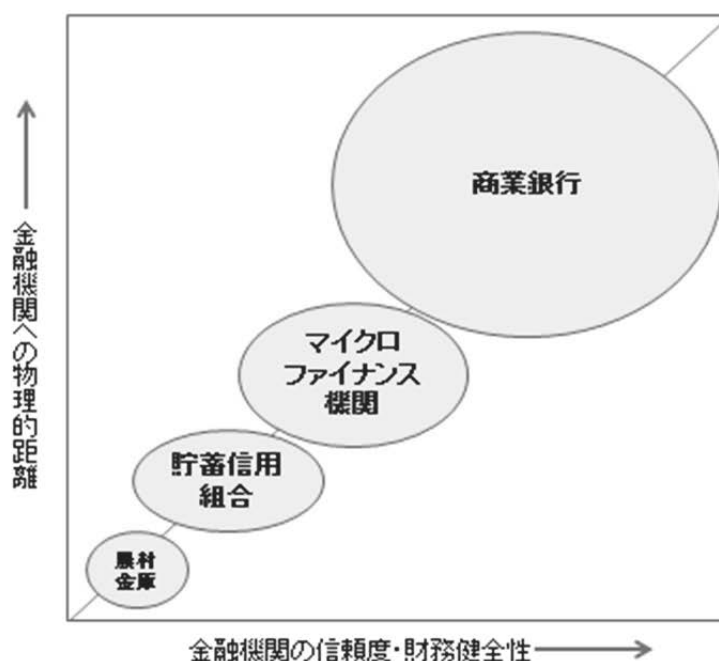 商業銀行
マイクロ
ファイナンス
機関
貯蓄信用
組合
農村
金庫
金融機関への物理的距離
金融機関の信頼度・財務健全性